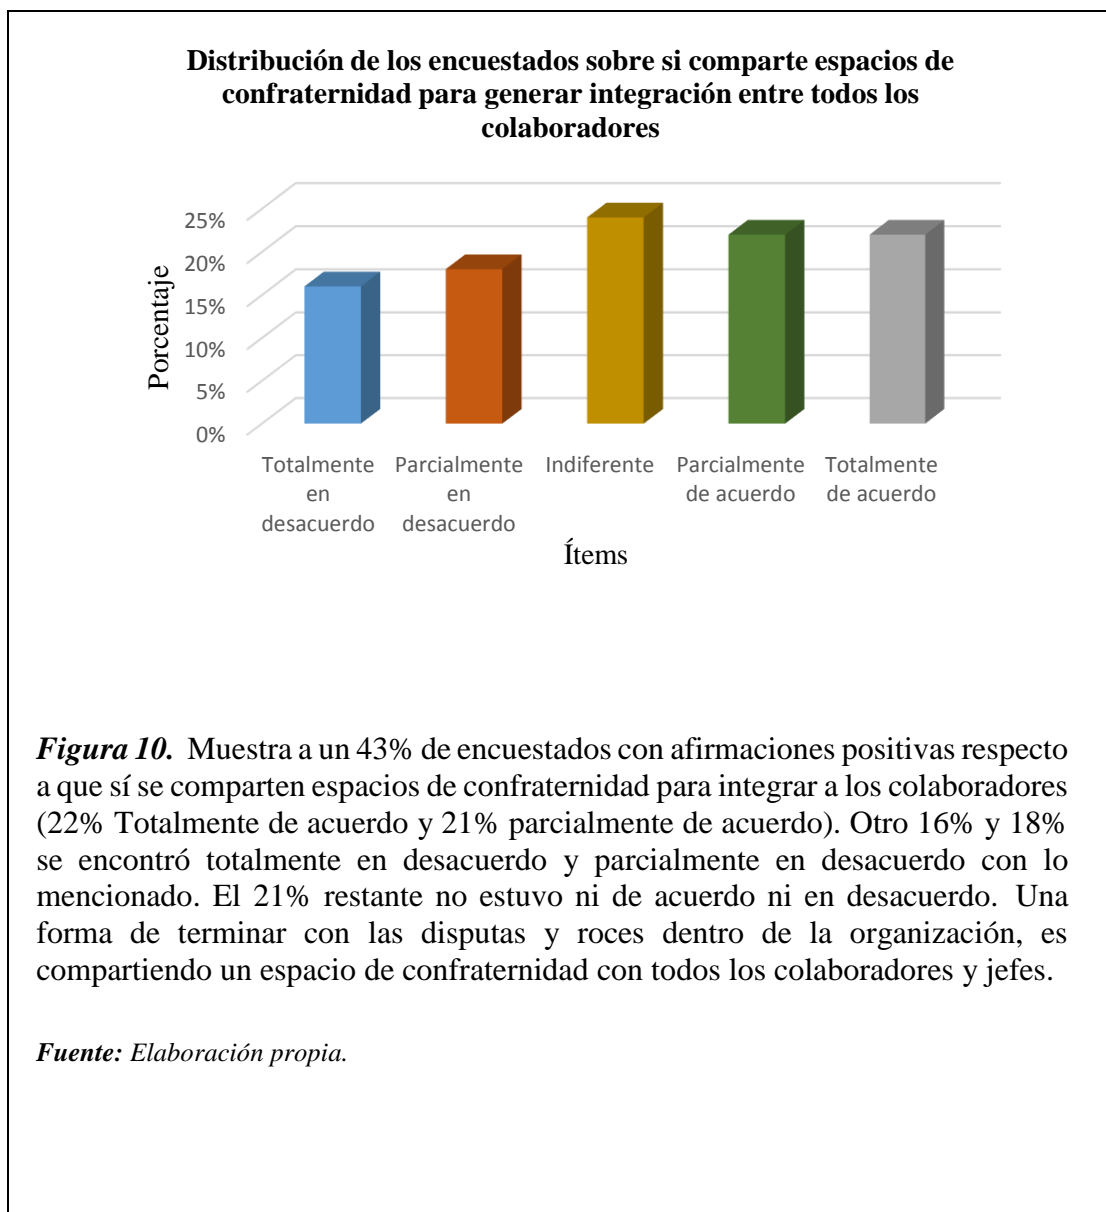 Distribución de los encuestados sobre si comparte espacios de
confraternidad para generar integración entre todos los
colaboradores
25%
20%
15%
10%
5%
0%
Porcentaje
Totalmente
en
desacuerdo
Parcialmente
en
desacuerdo
Indiferente
Parcialmente
de acuerdo
Totalmente
de acuerdo
Ítems
Figura 10. Muestra a un 43% de encuestados con afirmaciones positivas respecto
a que sí se comparten espacios de confraternidad para integrar a los colaboradores
(22% Totalmente de acuerdo y 21% parcialmente de acuerdo). Otro 16% y 18%
se encontró totalmente en desacuerdo y parcialmente en desacuerdo con lo
mencionado. El 21% restante no estuvo ni de acuerdo ni en desacuerdo. Una
forma de terminar con las disputas y roces dentro de la organización, es
compartiendo un espacio de confraternidad con todos los colaboradores y jefes.
Fuente: Elaboración propia.